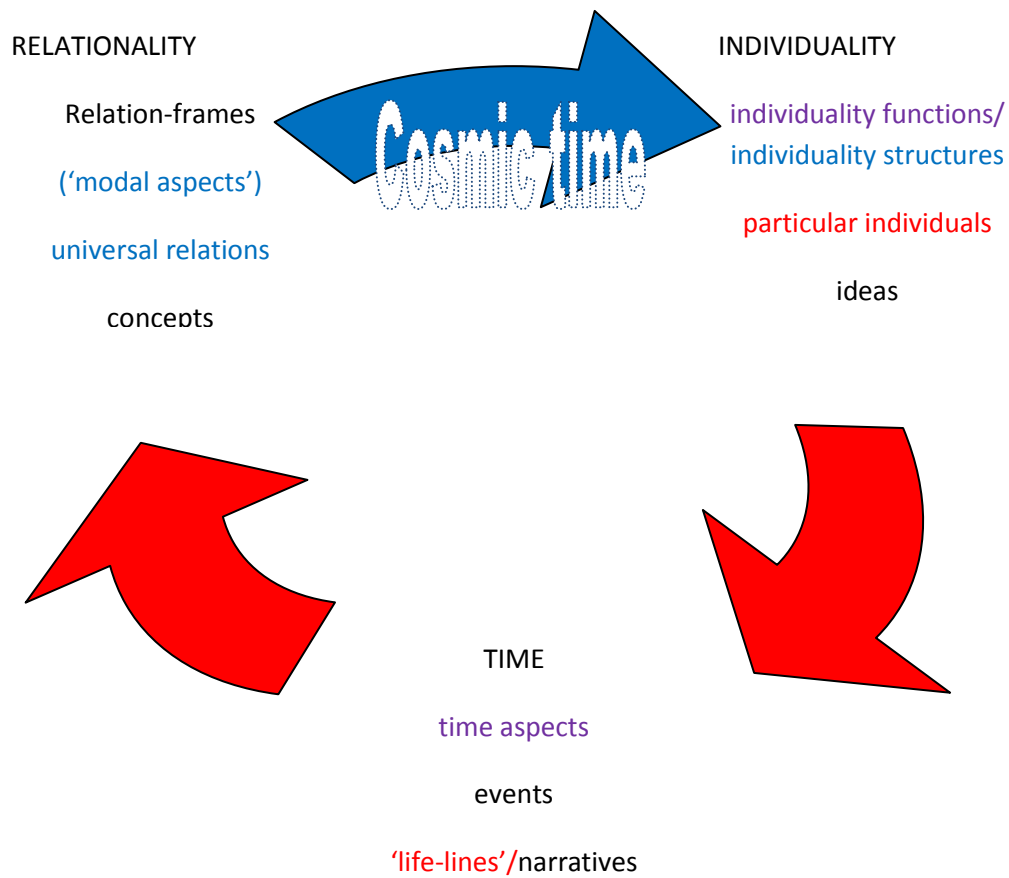 RELATIONALITY
Relation-frames
(‘modal aspects’)
universal relations
concepts
Cosmic time
INDIVIDUALITY
individuality functions/
individuality structures
particular individuals
ideas
TIME
time aspects
events
‘life-lines’/narratives